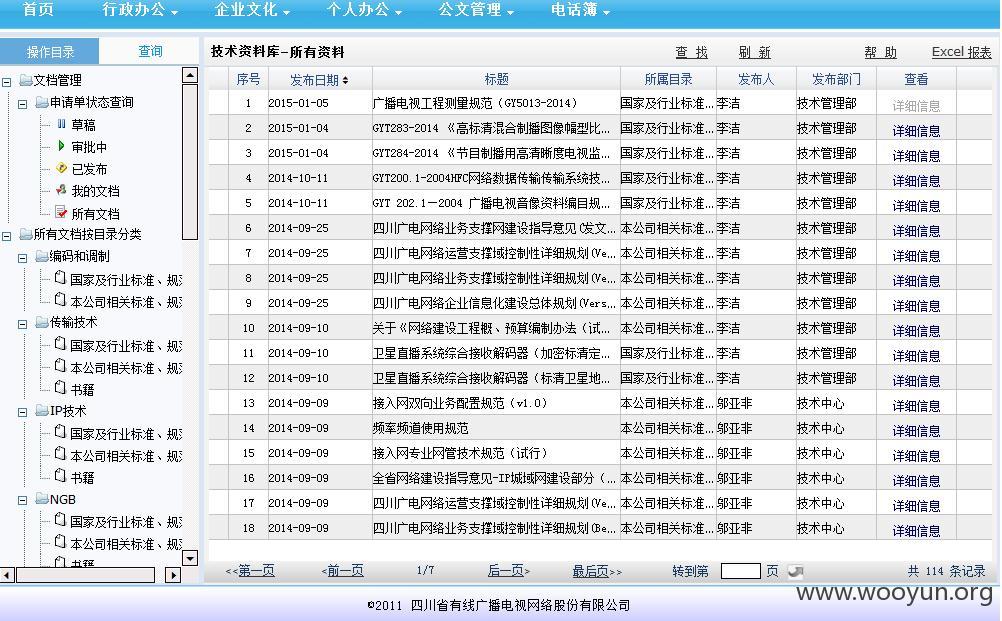 首页 行政办公 企业文化 个人办公 公文管理 电话簿
操作目录 查询
文档管理
申请单状态查询
草稿
审批中
已发布
我的文档
所有文档
所有文档按目录分类
编码和调制
国家及行业标准、规
本公司相关标准、规
传输技术
国家及行业标准、规
本公司相关标准、规
书籍
IP技术
国家及行业标准、规
本公司相关标准、规
书籍
NGB
国家及行业标准、规
本公司相关标准、规
书籍
技术资料库-所有资料 查 找 刷 新 帮 助 Excel 报表
序号 发布日期 标题 所属目录 发布人 发布部门 查看
1 2015-01-05 广播电视工程测量规范（GY5013-2014） 国家及行业标准... 李洁 技术管理部 详细信息
2 2015-01-04 GYT283-2014 《高标清混合制播图像幅型比... 国家及行业标准... 李洁 技术管理部 详细信息
3 2015-01-04 GYT284-2014 《节目制播用高清晰度电视监... 国家及行业标准... 李洁 技术管理部 详细信息
4 2014-10-11 GYT200.1-2004HFC网络数据传输传输系统技... 国家及行业标准... 李洁 技术管理部 详细信息
5 2014-10-11 GYT 202.1－2004 广播电视音像资料编目规... 国家及行业标准... 李洁 技术管理部 详细信息
6 2014-09-25 四川广电网络业务支撑网建设指导意见(发文... 本公司相关标准... 李洁 技术管理部 详细信息
7 2014-09-25 四川广电网络运营支撑域控制性详细规划(Ve... 本公司相关标准... 李洁 技术管理部 详细信息
8 2014-09-25 四川广电网络业务支撑域控制性详细规划(Ve... 本公司相关标准... 李洁 技术管理部 详细信息
9 2014-09-25 四川广电网络企业信息化建设总体规划(Vers... 本公司相关标准... 李洁 技术管理部 详细信息
10 2014-09-10 关于《网络建设工程概、预算编制办法（试... 本公司相关标准... 李洁 技术管理部 详细信息
11 2014-09-10 卫星直播系统综合接收解码器（加密标清定... 国家及行业标准... 李洁 技术管理部 详细信息
12 2014-09-10 卫星直播系统综合接收解码器（标清卫星地... 国家及行业标准... 李洁 技术管理部 详细信息
13 2014-09-09 接入网双向业务配置规范（v1.0） 本公司相关标准... 邬亚非 技术中心 详细信息
14 2014-09-09 频率频道使用规范 本公司相关标准... 邬亚非 技术中心 详细信息
15 2014-09-09 接入网专业网管技术规范（试行） 本公司相关标准... 邬亚非 技术中心 详细信息
16 2014-09-09 全省网络建设指导意见-IP城域网建设部分（... 本公司相关标准... 邬亚非 技术中心 详细信息
17 2014-09-09 四川广电网络运营支撑域控制性详细规划(Ve... 本公司相关标准... 邬亚非 技术中心 详细信息
18 2014-09-09 四川广电网络业务支撑域控制性详细规划(Be... 本公司相关标准... 邬亚非 技术中心 详细信息
<<第一页 <前一页 1/7 后一页> 最后页>> 转到第 页 共 114 条记录
www.wooyun.org
©2011 四川省有线广播电视网络股份有限公司